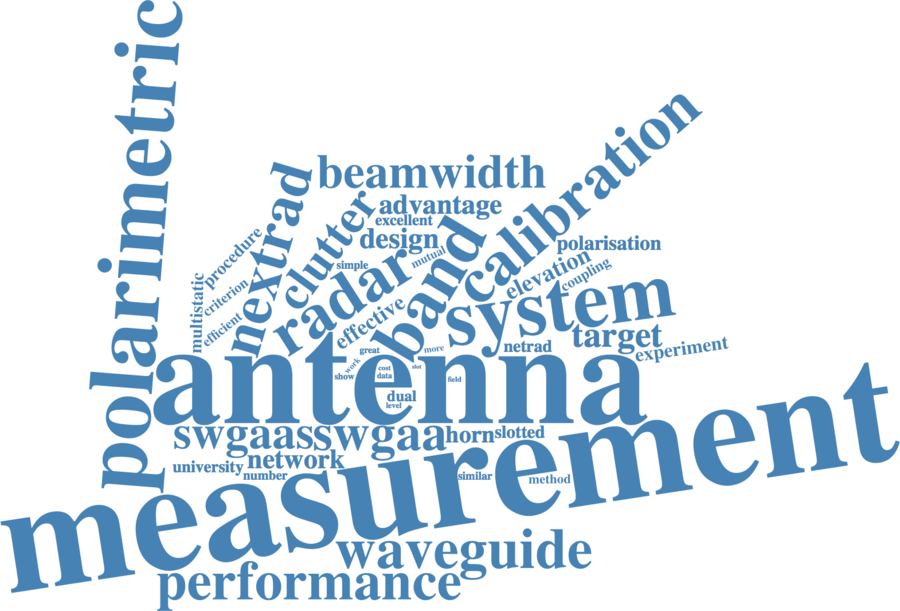 polarimetric
beamwidth
nextrad
clutter
advantage
excellent
design
calibration
polarisation
procedure
criterion
multistatic
efficient
simple
mutual
radar
band
elevation
coupling
effective
system
target
netrad
experiment
antenna
great
more
work
show
cost
data
slot
field
dual
level
swgaas
swgaa
horn
slotted
university
network
number
similar
method
measurement
waveguide
performance